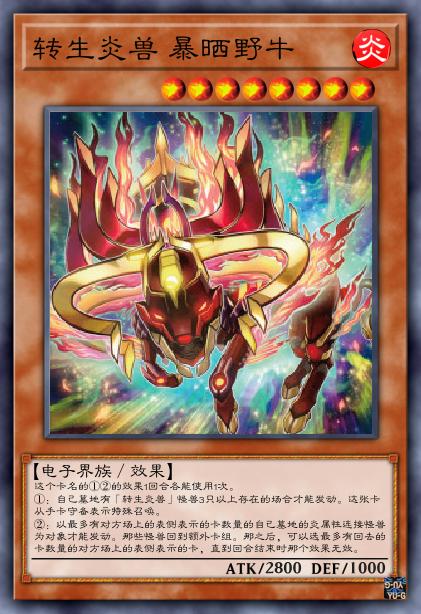 转生炎兽 暴晒野牛
炎
【电子界族/效果】
这个卡名的①②的效果1回合各能使用1次。
①：自己墓地有「转生炎兽」怪兽3只以上存在的场合才能发动。这张卡
从手卡守备表示特殊召唤。
②：以最多有对方场上的表侧表示的卡数量的自己墓地的炎属性连接怪兽
为对象才能发动。那些怪兽回到额外卡组。那之后，可以选最多有回去的
卡数量的对方场上的表侧表示的卡，直到回合结束时那个效果无效。
ATK/2800 DEF/1000